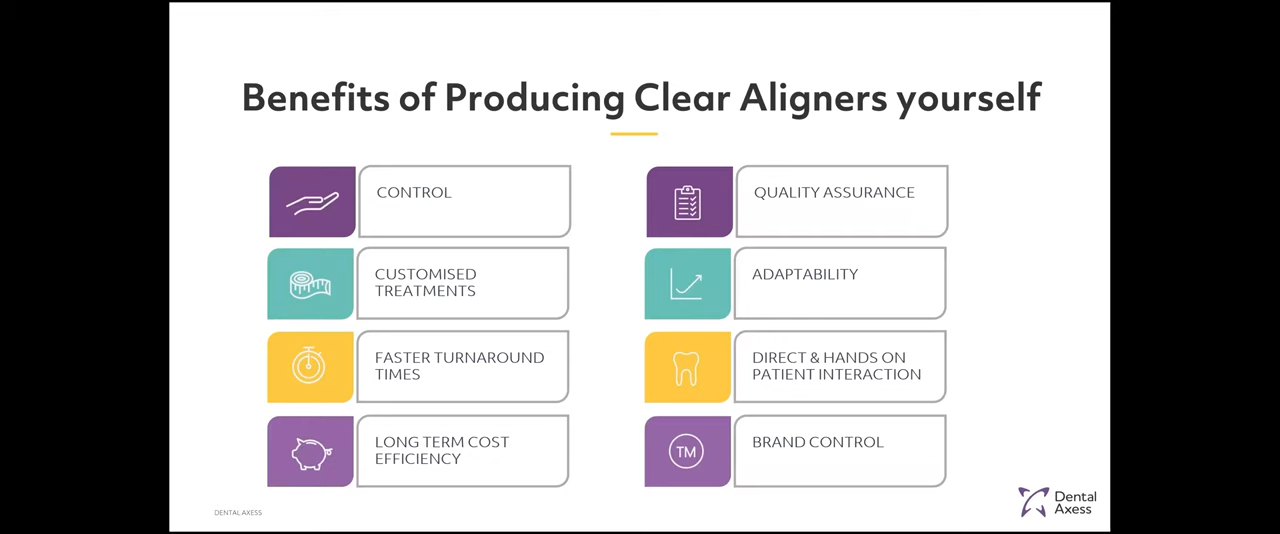 Benefits of Producing Clear Aligners yourself
CONTROL
CUSTOMISED
TREATMENTS
FASTER TURNAROUND
TIMES
LONG TERM COST
EFFICIENCY
QUALITY ASSURANCE
ADAPTABILITY
DIRECT & HANDS ON
PATIENT INTERACTION
TM
BRAND CONTROL
DENTAL AXESS
Dental
Axess